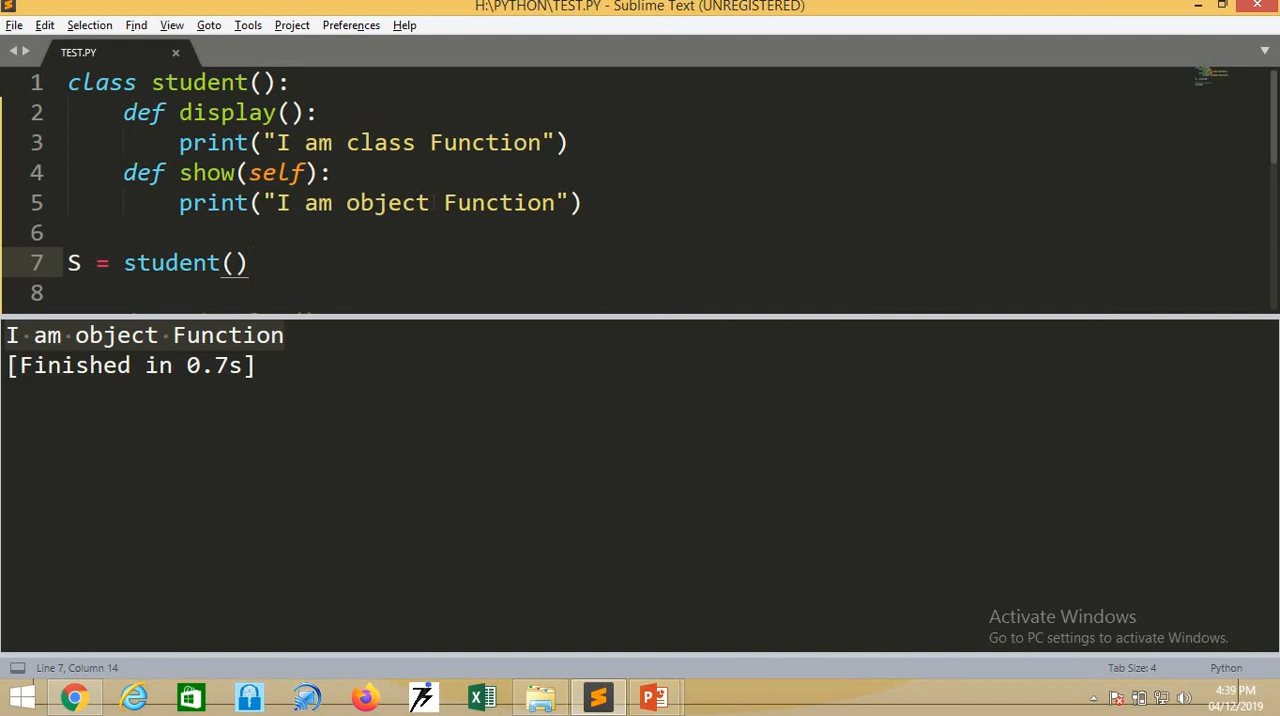 H:\PYTHON\TEST.PY - Sublime Text (UNREGISTERED)
File Edit Selection View Find Goto Tools Project Preferences Help
TEST.PY ×
1 class student():
2     def display():
3         print("I am class Function")
4     def show(self):
5         print("I am object Function")
6
7 S = student()
8
I am object Function
[Finished in 0.7s]
Activate Windows
Go to PC settings to activate Windows.
Line 7, Column 14 Tab Size: 4 Python
4:39 PM
04/12/2019